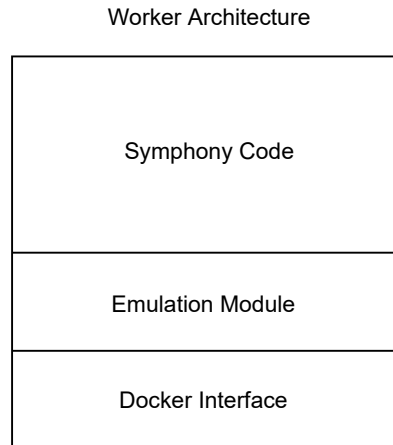 Worker Architecture
Symphony Code
Emulation Module
Docker Interface